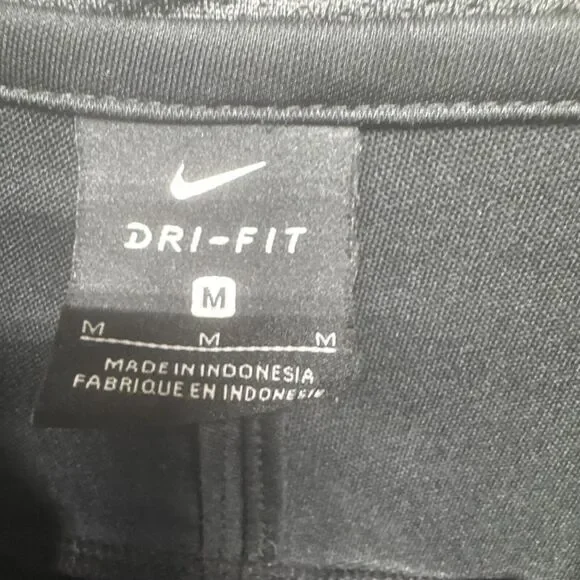 DRI-FIT
M
M M M
MADE IN INDONESIA
FABRIQUE EN INDONESIE